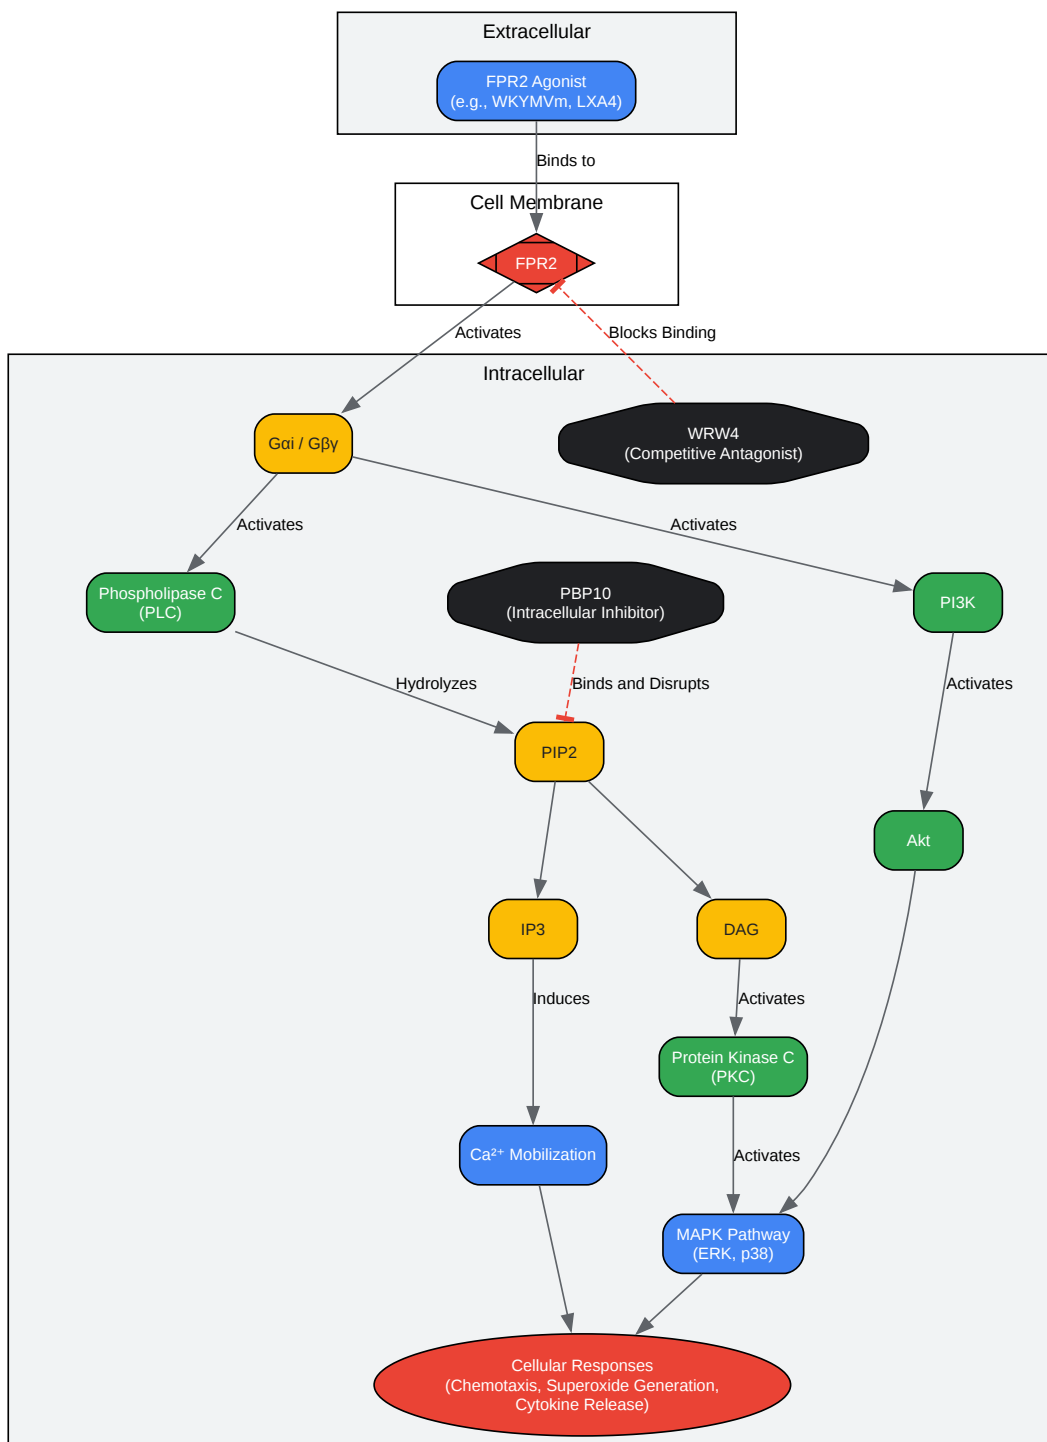 Extracellular
FPR2 Agonist
(e.g., WKYMVm, LXA4)
Binds to
Cell Membrane
FPR2
Activates
Blocks Binding
Intracellular
Gαi / Gβγ
WRW4
(Competitive Antagonist)
Activates
Activates
Phospholipase C
(PLC)
PBP10
(Intracellular Inhibitor)
PI3K
Hydrolyzes
Binds and Disrupts
Activates
PIP2
Akt
IP3
DAG
Induces
Activates
Protein Kinase C
(PKC)
Ca²⁺ Mobilization
Activates
MAPK Pathway
(ERK, p38)
Cellular Responses
(Chemotaxis, Superoxide Generation,
Cytokine Release)